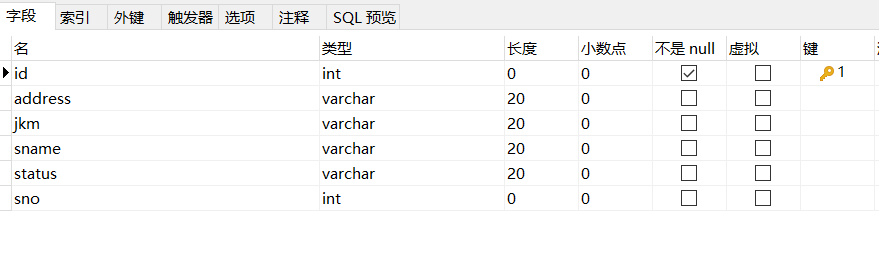 字段 索引 外键 触发器 选项 注释 SQL 预览
名 类型 长度 小数点 不是 null 虚拟 键
id int 0 0 1
address varchar 20 0
jkm varchar 20 0
sname varchar 20 0
status varchar 20 0
sno int 0 0